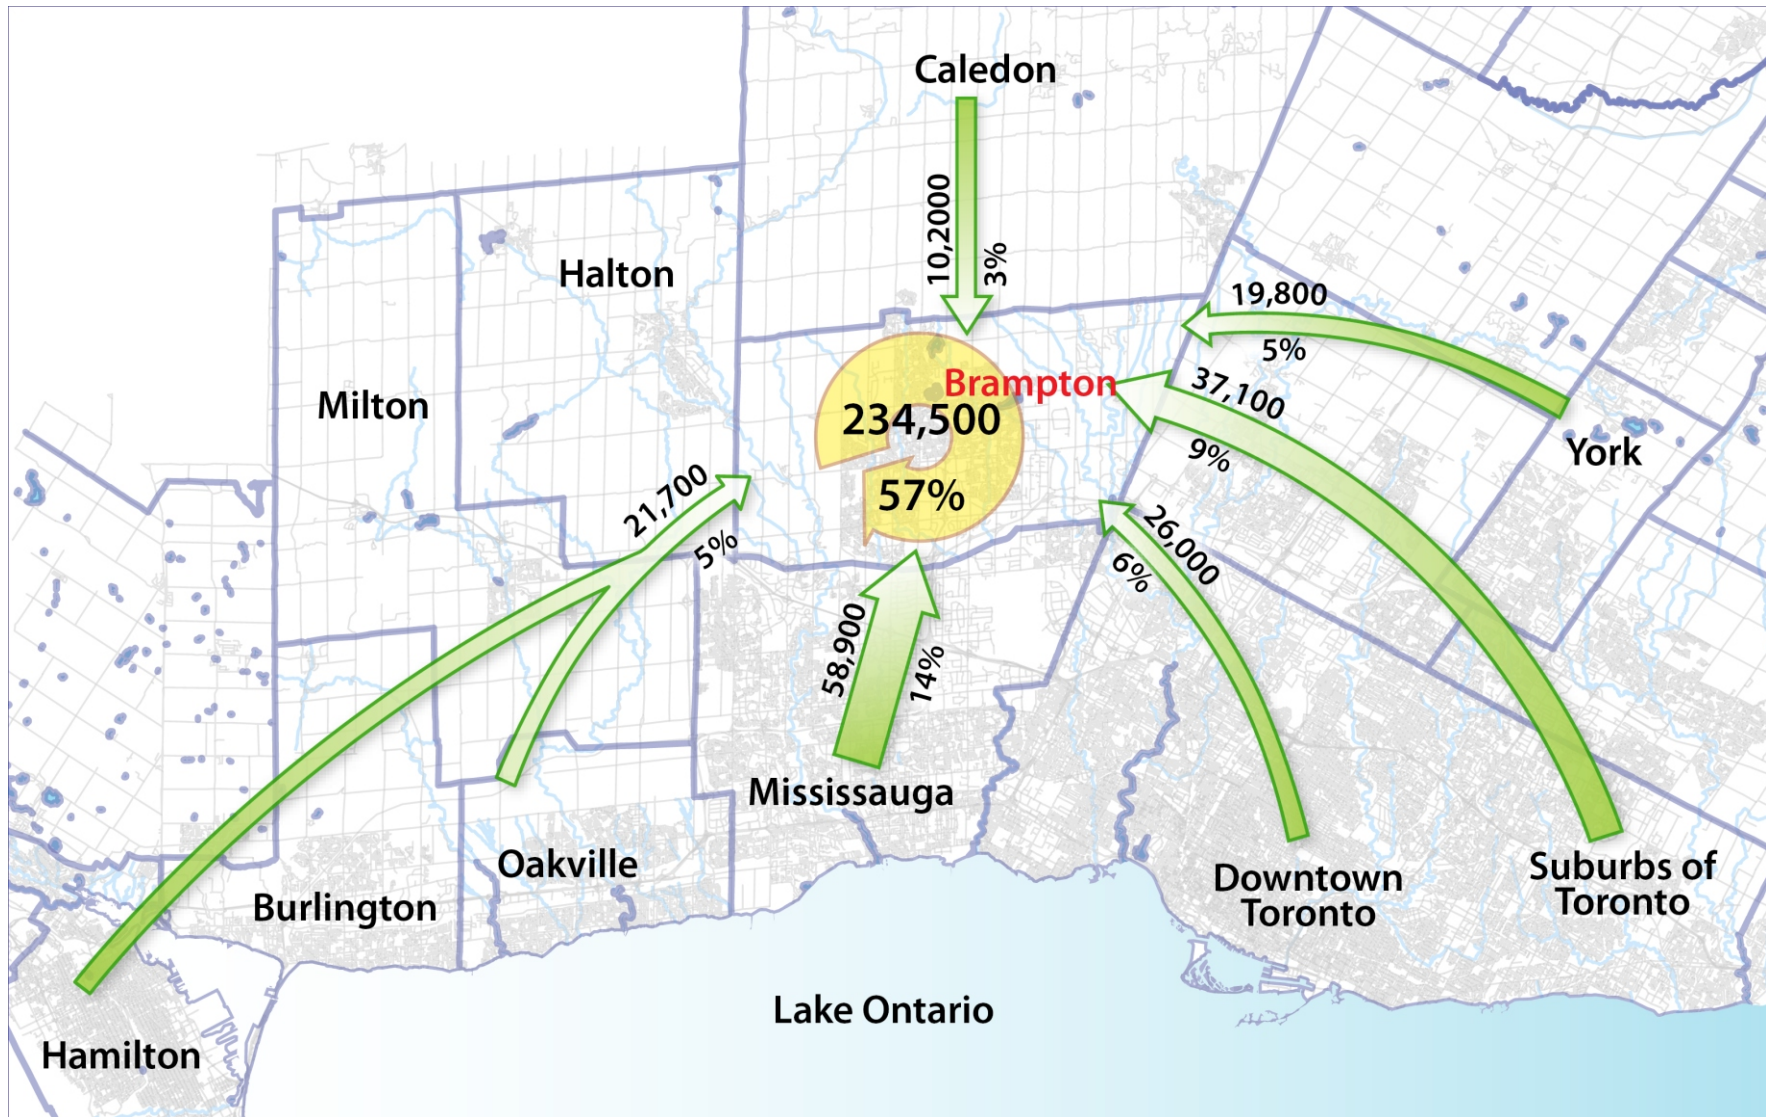 Caledon
10,2000
3%
Halton
19,800
5%
37,100
9%
Brampton
234,500
57%
Milton
York
21,700
5%
26,000
6%
58,900
14%
Mississauga
Oakville
Burlington
Downtown
Toronto
Suburbs of
Toronto
Lake Ontario
Hamilton